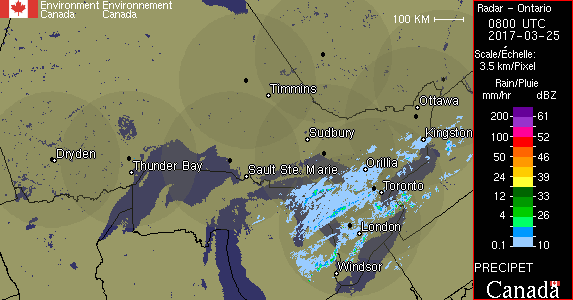 Environment Environnement
Canada Canada
100 KM
Timmins
Ottawa
Sudbury
Kingston
Dryden
Thunder Bay
Sault Ste. Marie
Orillia
Toronto
London
Windsor
Radar - Ontario
0800 UTC
2017-03-25
Scale/Échelle:
3.5 km/Pixel
Rain/Pluie
mm/hr dBZ
200 61
100 52
50 46
24 39
12 33
4 26
0.1 10
PRECIPET
Canada